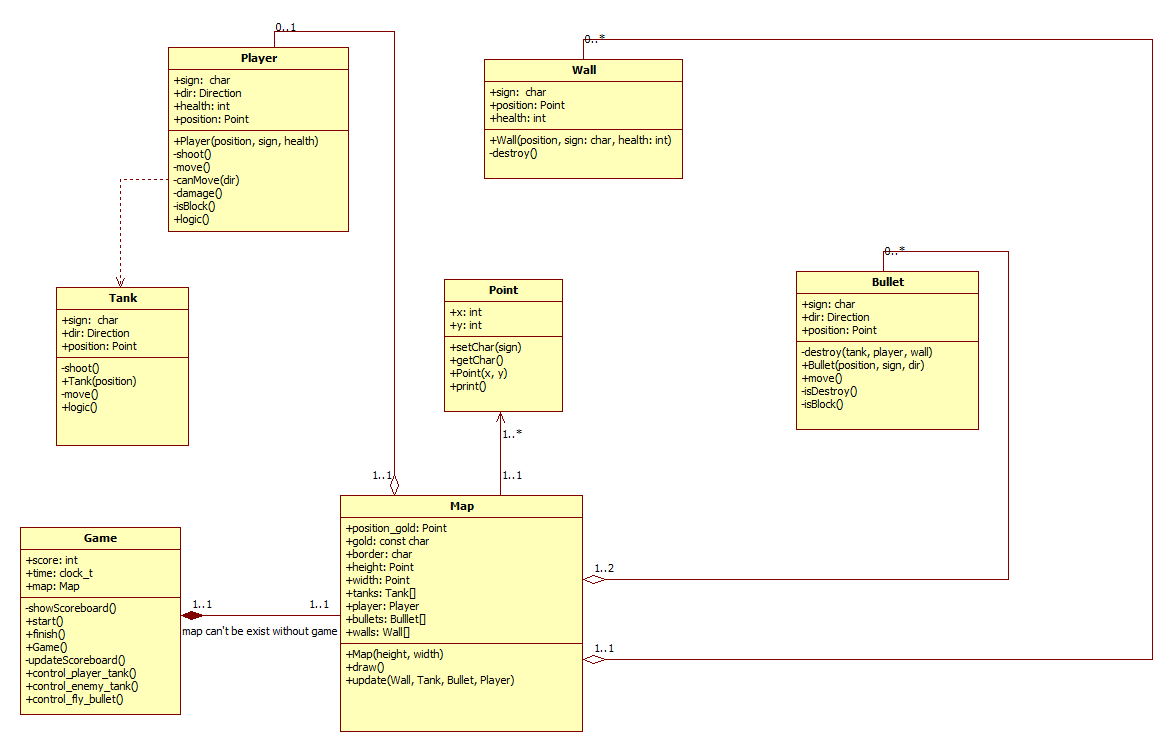 0..1
Player
+sign:  char
+dir: Direction
+health: int
+position: Point
+Player(position, sign, health)
-shoot()
-move()
-canMove(dir)
-damage()
-isBlock()
+logic()
0..*
Wall
+sign:  char
+position: Point
+health: int
+Wall(position, sign: char, health: int)
-destroy()
Tank
+sign:  char
+dir: Direction
+position: Point
-shoot()
+Tank(position)
-move()
+logic()
Point
+x: int
+y: int
+setChar(sign)
+getChar()
+Point(x, y)
+print()
0..*
Bullet
+sign: char
+dir: Direction
+position: Point
-destroy(tank, player, wall)
+Bullet(position, sign, dir)
+move()
-isDestroy()
-isBlock()
1..*
1..1
1..1
Game
+score: int
+time: clock_t
+map: Map
-showScoreboard()
+start()
+finish()
+Game()
-updateScoreboard()
+control_player_tank()
+control_enemy_tank()
+control_fly_bullet()
1..1
1..1
map can't be exist without game
Map
+position_gold: Point
+gold: const char
+border: char
+height: Point
+width: Point
+tanks: Tank[]
+player: Player
+bullets: Bulllet[]
+walls: Wall[]
+Map(height, width)
+draw()
+update(Wall, Tank, Bullet, Player)
1..2
1..1